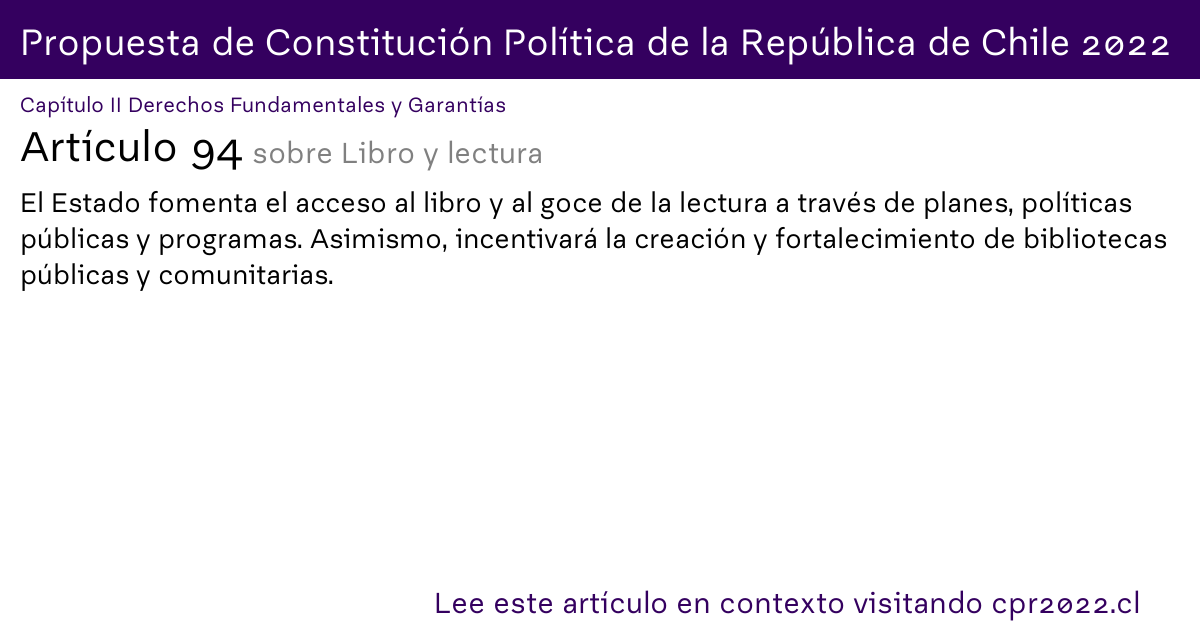 Propuesta de Constitución Política de la República de Chile 2022
Capítulo II Derechos Fundamentales y Garantías
Artículo 94 sobre Libro y lectura
El Estado fomenta el acceso al libro y al goce de la lectura a través de planes, políticas
públicas y programas. Asimismo, incentivará la creación y fortalecimiento de bibliotecas
públicas y comunitarias.
Lee este artículo en contexto visitando cpr2022.cl